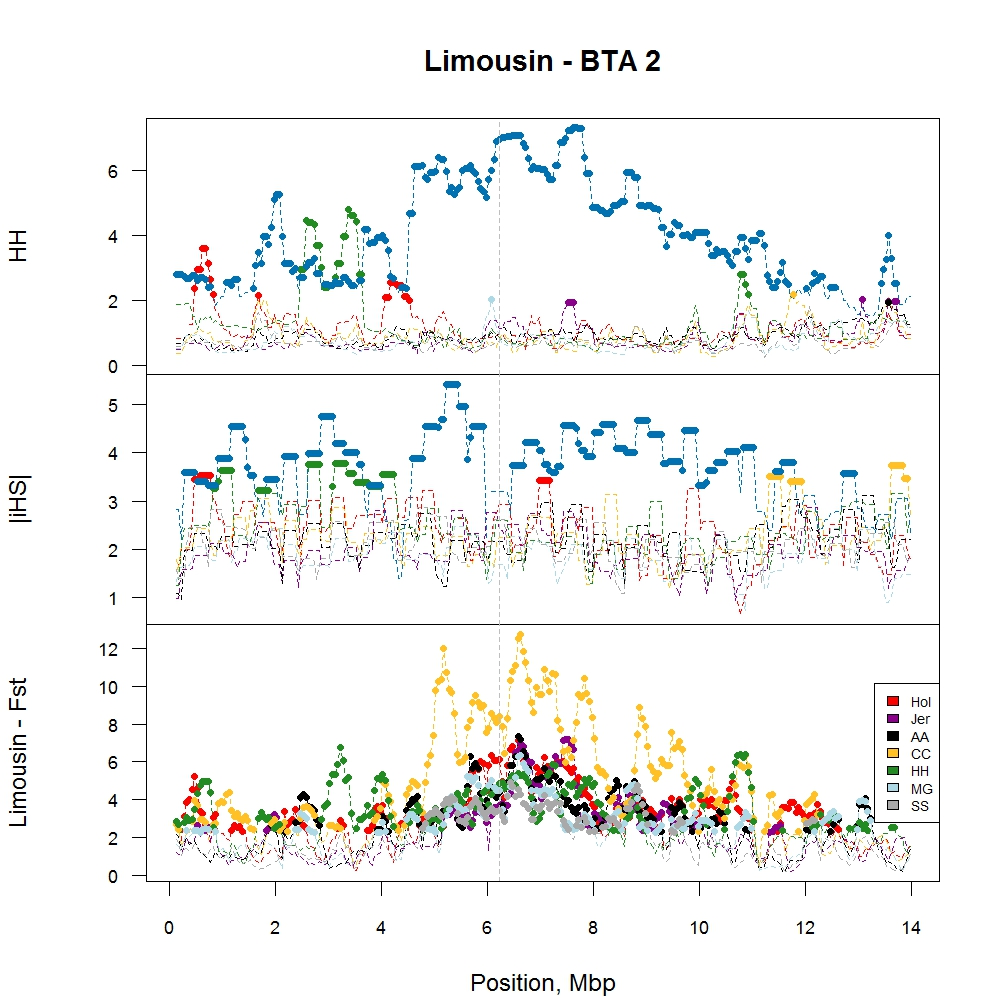 Limousin - BTA 2
HH
6
4
2
0
|iHS|
5
4
3
2
1
Limousin - Fst
12
10
8
6
4
2
0
Hol
Jer
AA
CC
HH
MG
SS
0 2 4 6 8 10 12 14
Position, Mbp